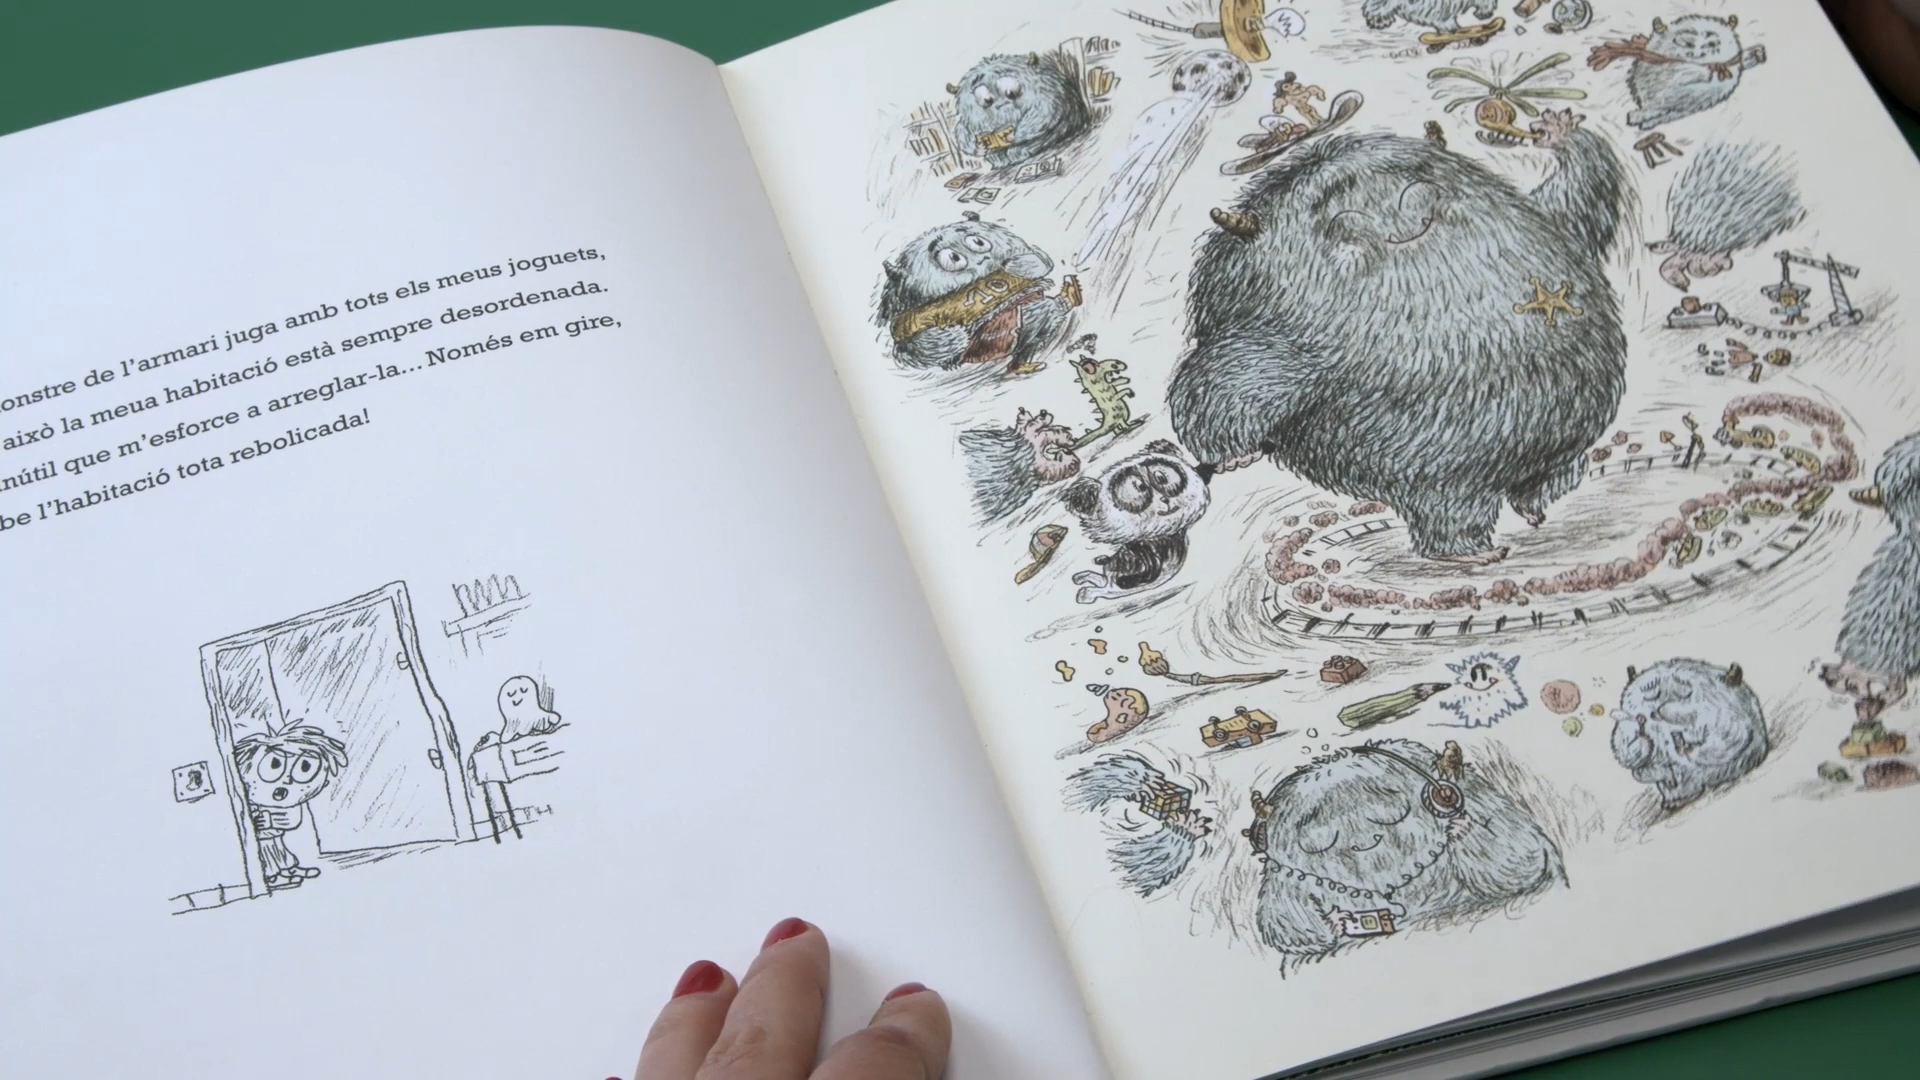 onstre de l'armari juga amb tots els meus joguets,
això la meua habitació està sempre desordenada.
inútil que m'esforce a arreglar-la... Només em gire,
be l'habitació tota rebolicada!